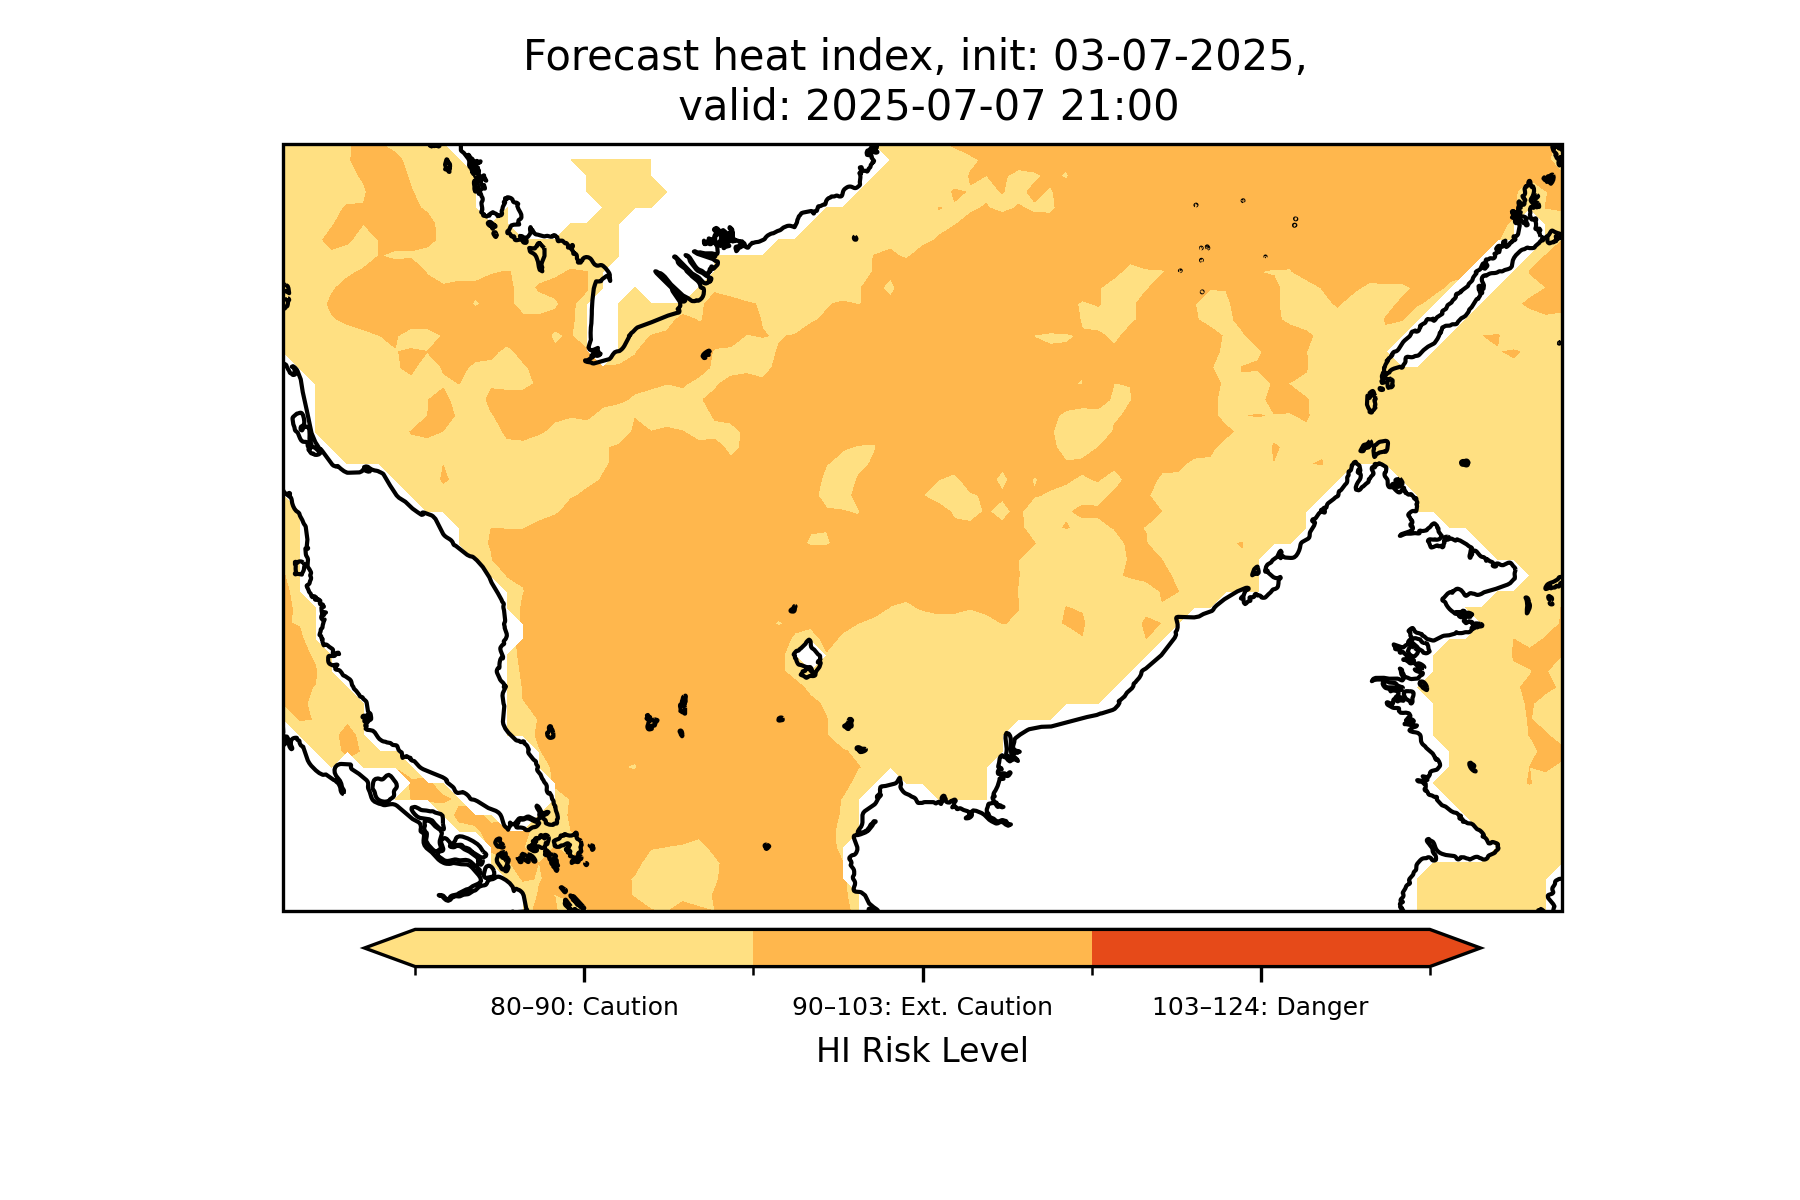 Forecast heat index, init: 03-07-2025,
valid: 2025-07-07 21:00
80–90: Caution
90–103: Ext. Caution
103–124: Danger
HI Risk Level